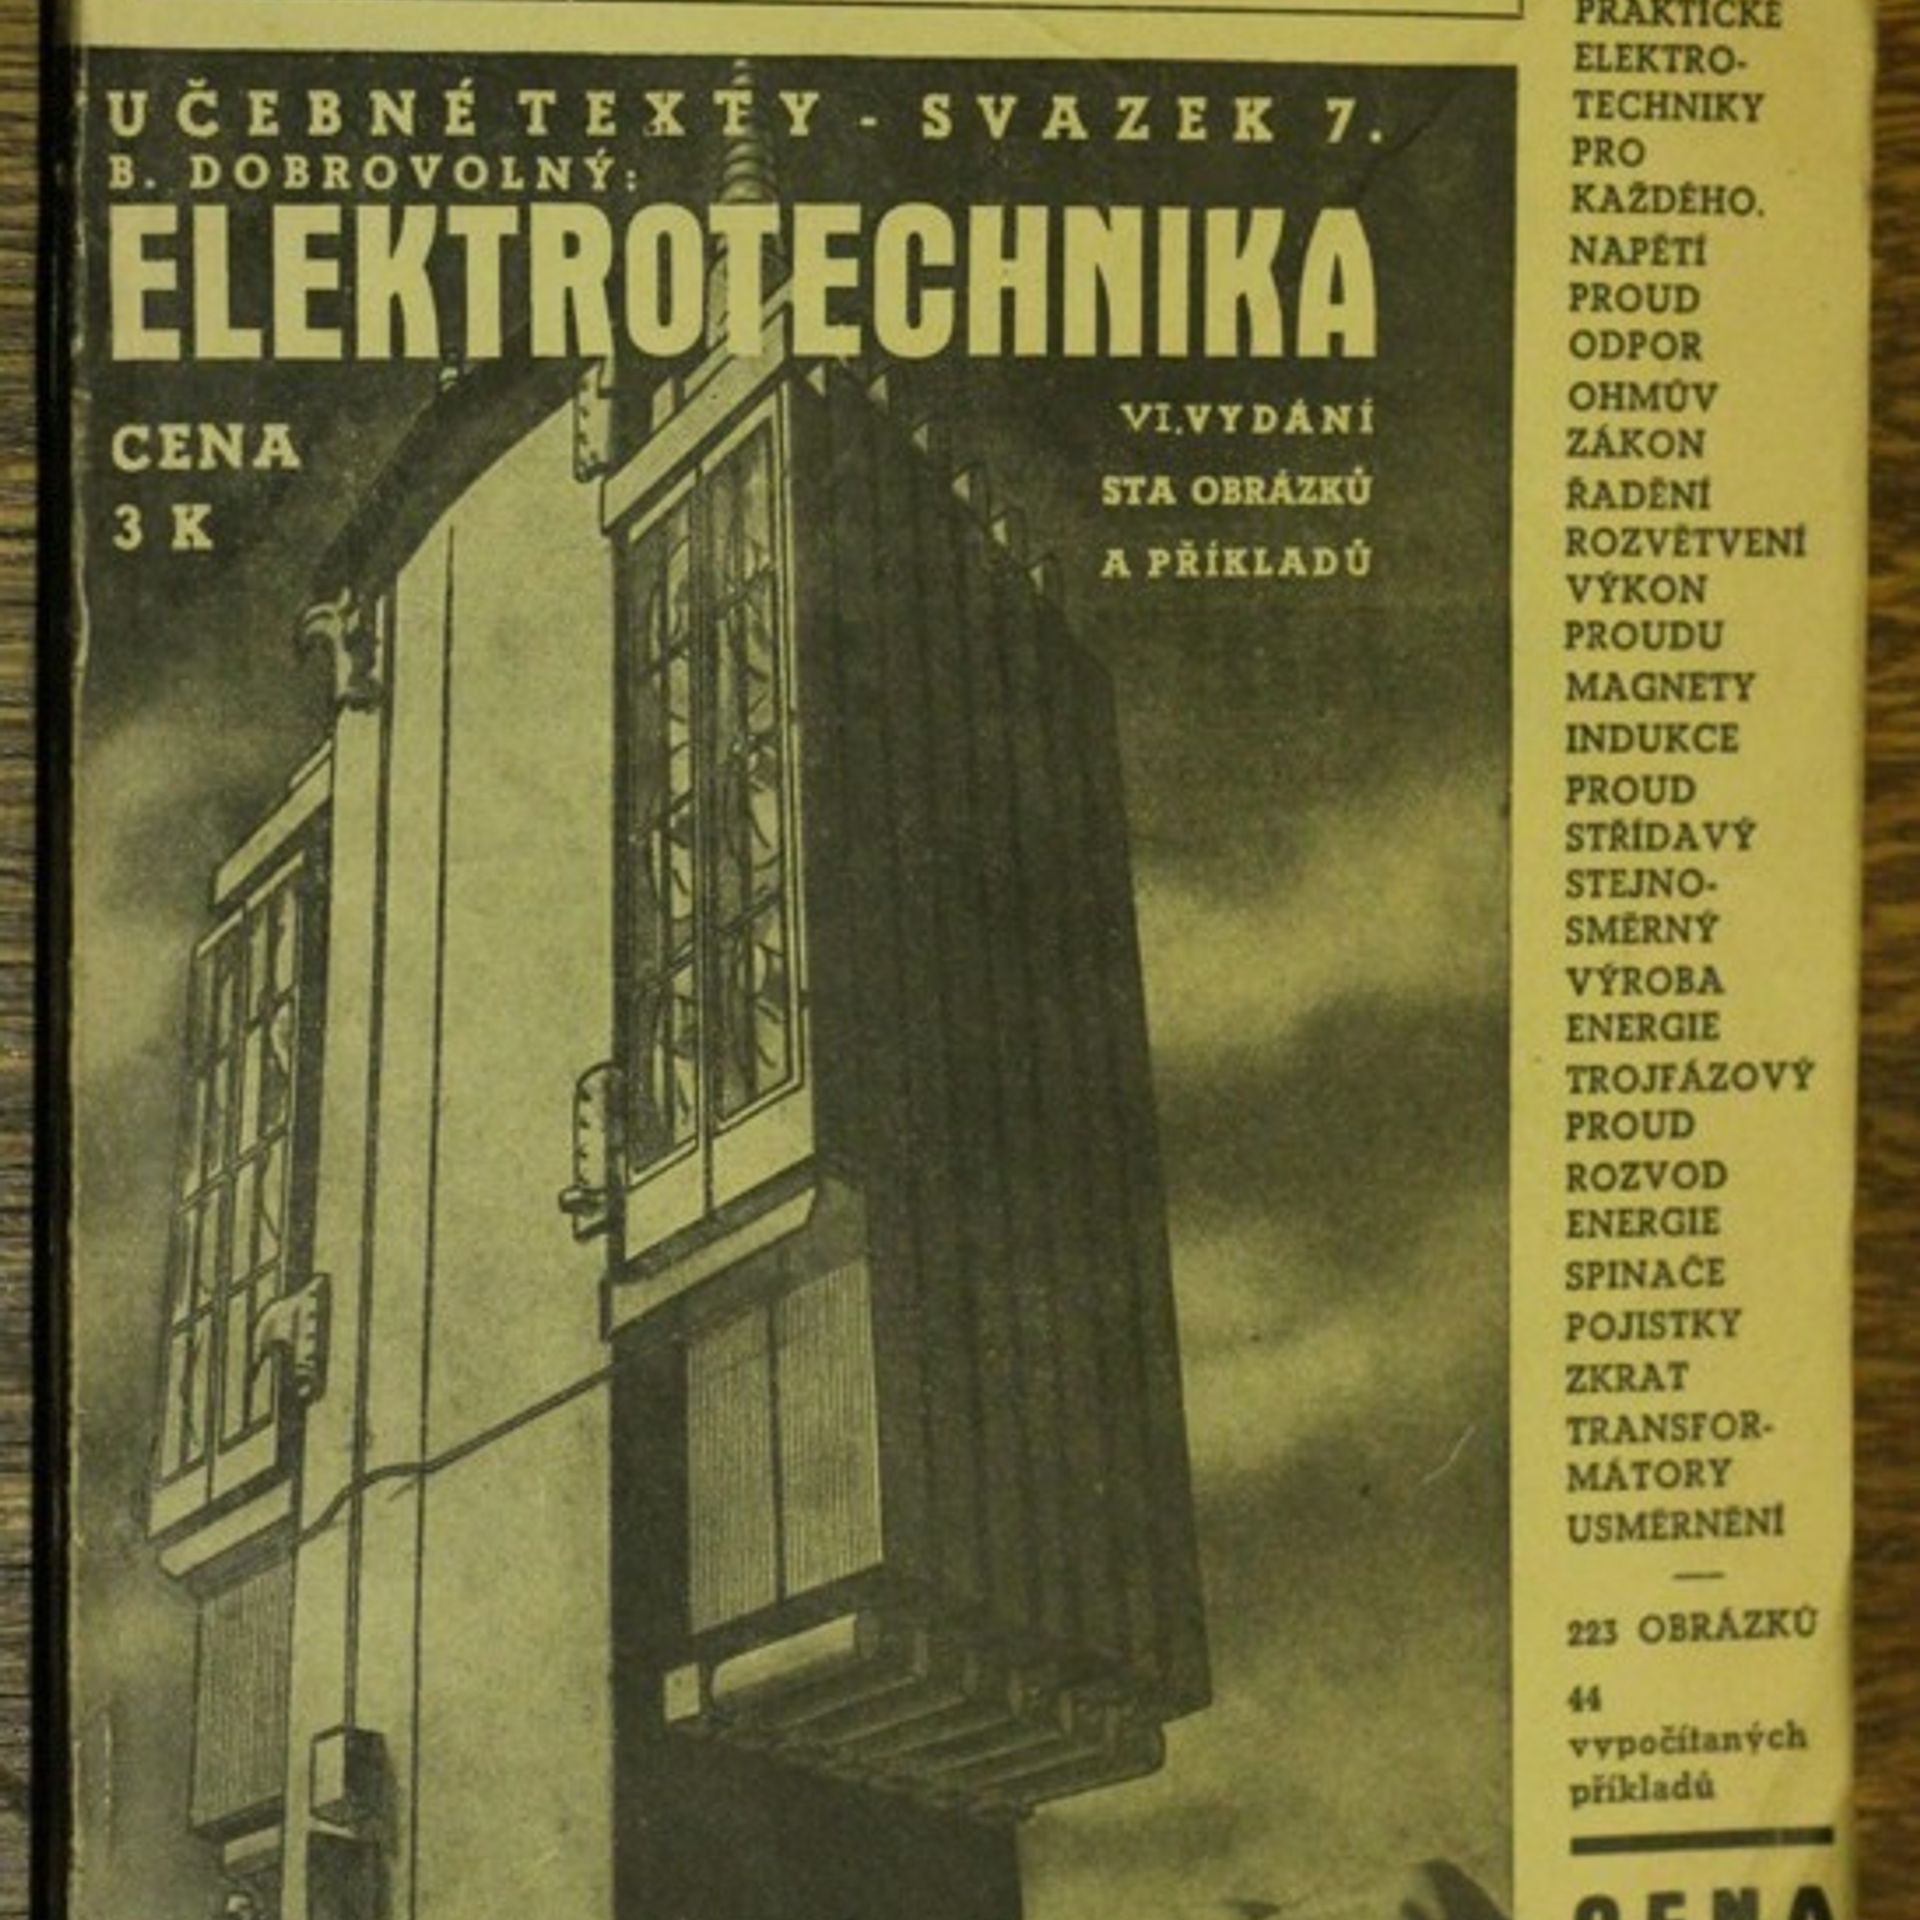 UČEBNÉ TEXTY - SVAZEK 7.
B. DOBROVOLNÝ:
ELEKTROTECHNIKA
CENA
3 K
VI. VYDÁNÍ
STA OBRÁZKŮ
A PŘÍKLADŮ
PRAKTICKÉ
ELEKTRO-
TECHNIKY
PRO
KAŽDÉHO.
NAPĚTÍ
PROUD
ODPOR
OHMŮV
ZÁKON
ŘADĚNÍ
ROZVĚTVENÍ
VÝKON
PROUDU
MAGNETY
INDUKCE
PROUD
STŘÍDAVÝ
STEJNO-
SMĚRNÝ
VÝROBA
ENERGIE
TROJFÁZOVÝ
PROUD
ROZVOD
ENERGIE
SPINAČE
POJISTKY
ZKRAT
TRANSFOR-
MÁTORY
USMĚRNĚNÍ
223 OBRÁZKŮ
44
vypočítaných
příkladů
CENA